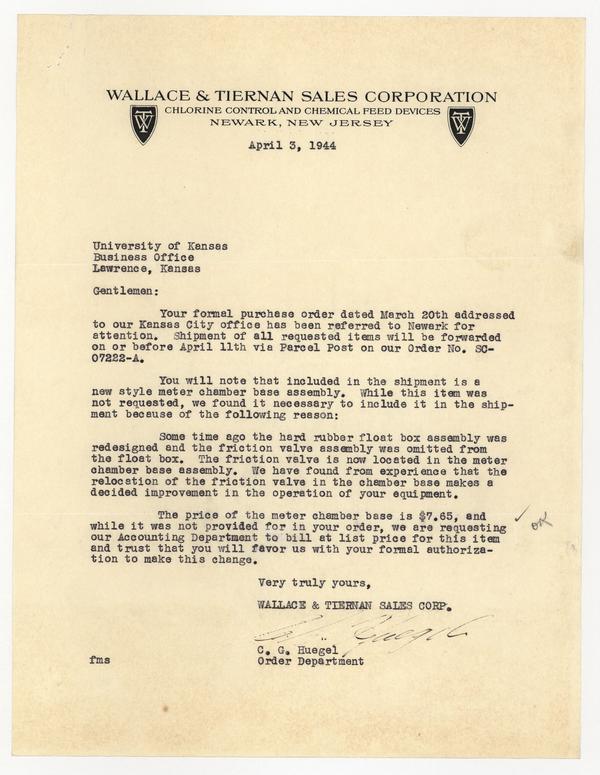 WALLACE & TIERNAN SALES CORPORATION
CHLORINE CONTROL AND CHEMICAL FEED DEVICES
NEWARK, NEW JERSEY
April 3, 1944
University of Kansas
Business Office
Lawrence, Kansas
Gentlemen:
Your formal purchase order dated March 20th addressed
to our Kansas City office has been referred to Newark for
attention. Shipment of all requested items will be forwarded
on or before April 11th via Parcel Post on our Order No. SC-
07222-A.
You will note that included in the shipment is a
new style meter chamber base assembly. While this item was
not requested, we found it necessary to include it in the ship-
ment because of the following reason:
Some time ago the hard rubber float box assembly was
redesigned and the friction valve assembly was omitted from
the float box. The friction valve is now located in the meter
chamber base assembly. We have found from experience that the
relocation of the friction valve in the chamber base makes a
decided improvement in the operation of your equipment.
The price of the meter chamber base is $7.65, and
while it was not provided for in your order, we are requesting
our Accounting Department to bill at list price for this item
and trust that you will favor us with your formal authoriza-
tion to make this change.
OK
Very truly yours,
WALLACE & TIERNAN SALES CORP.
C. G. Huegel
C. G. Huegel
Order Department
fms